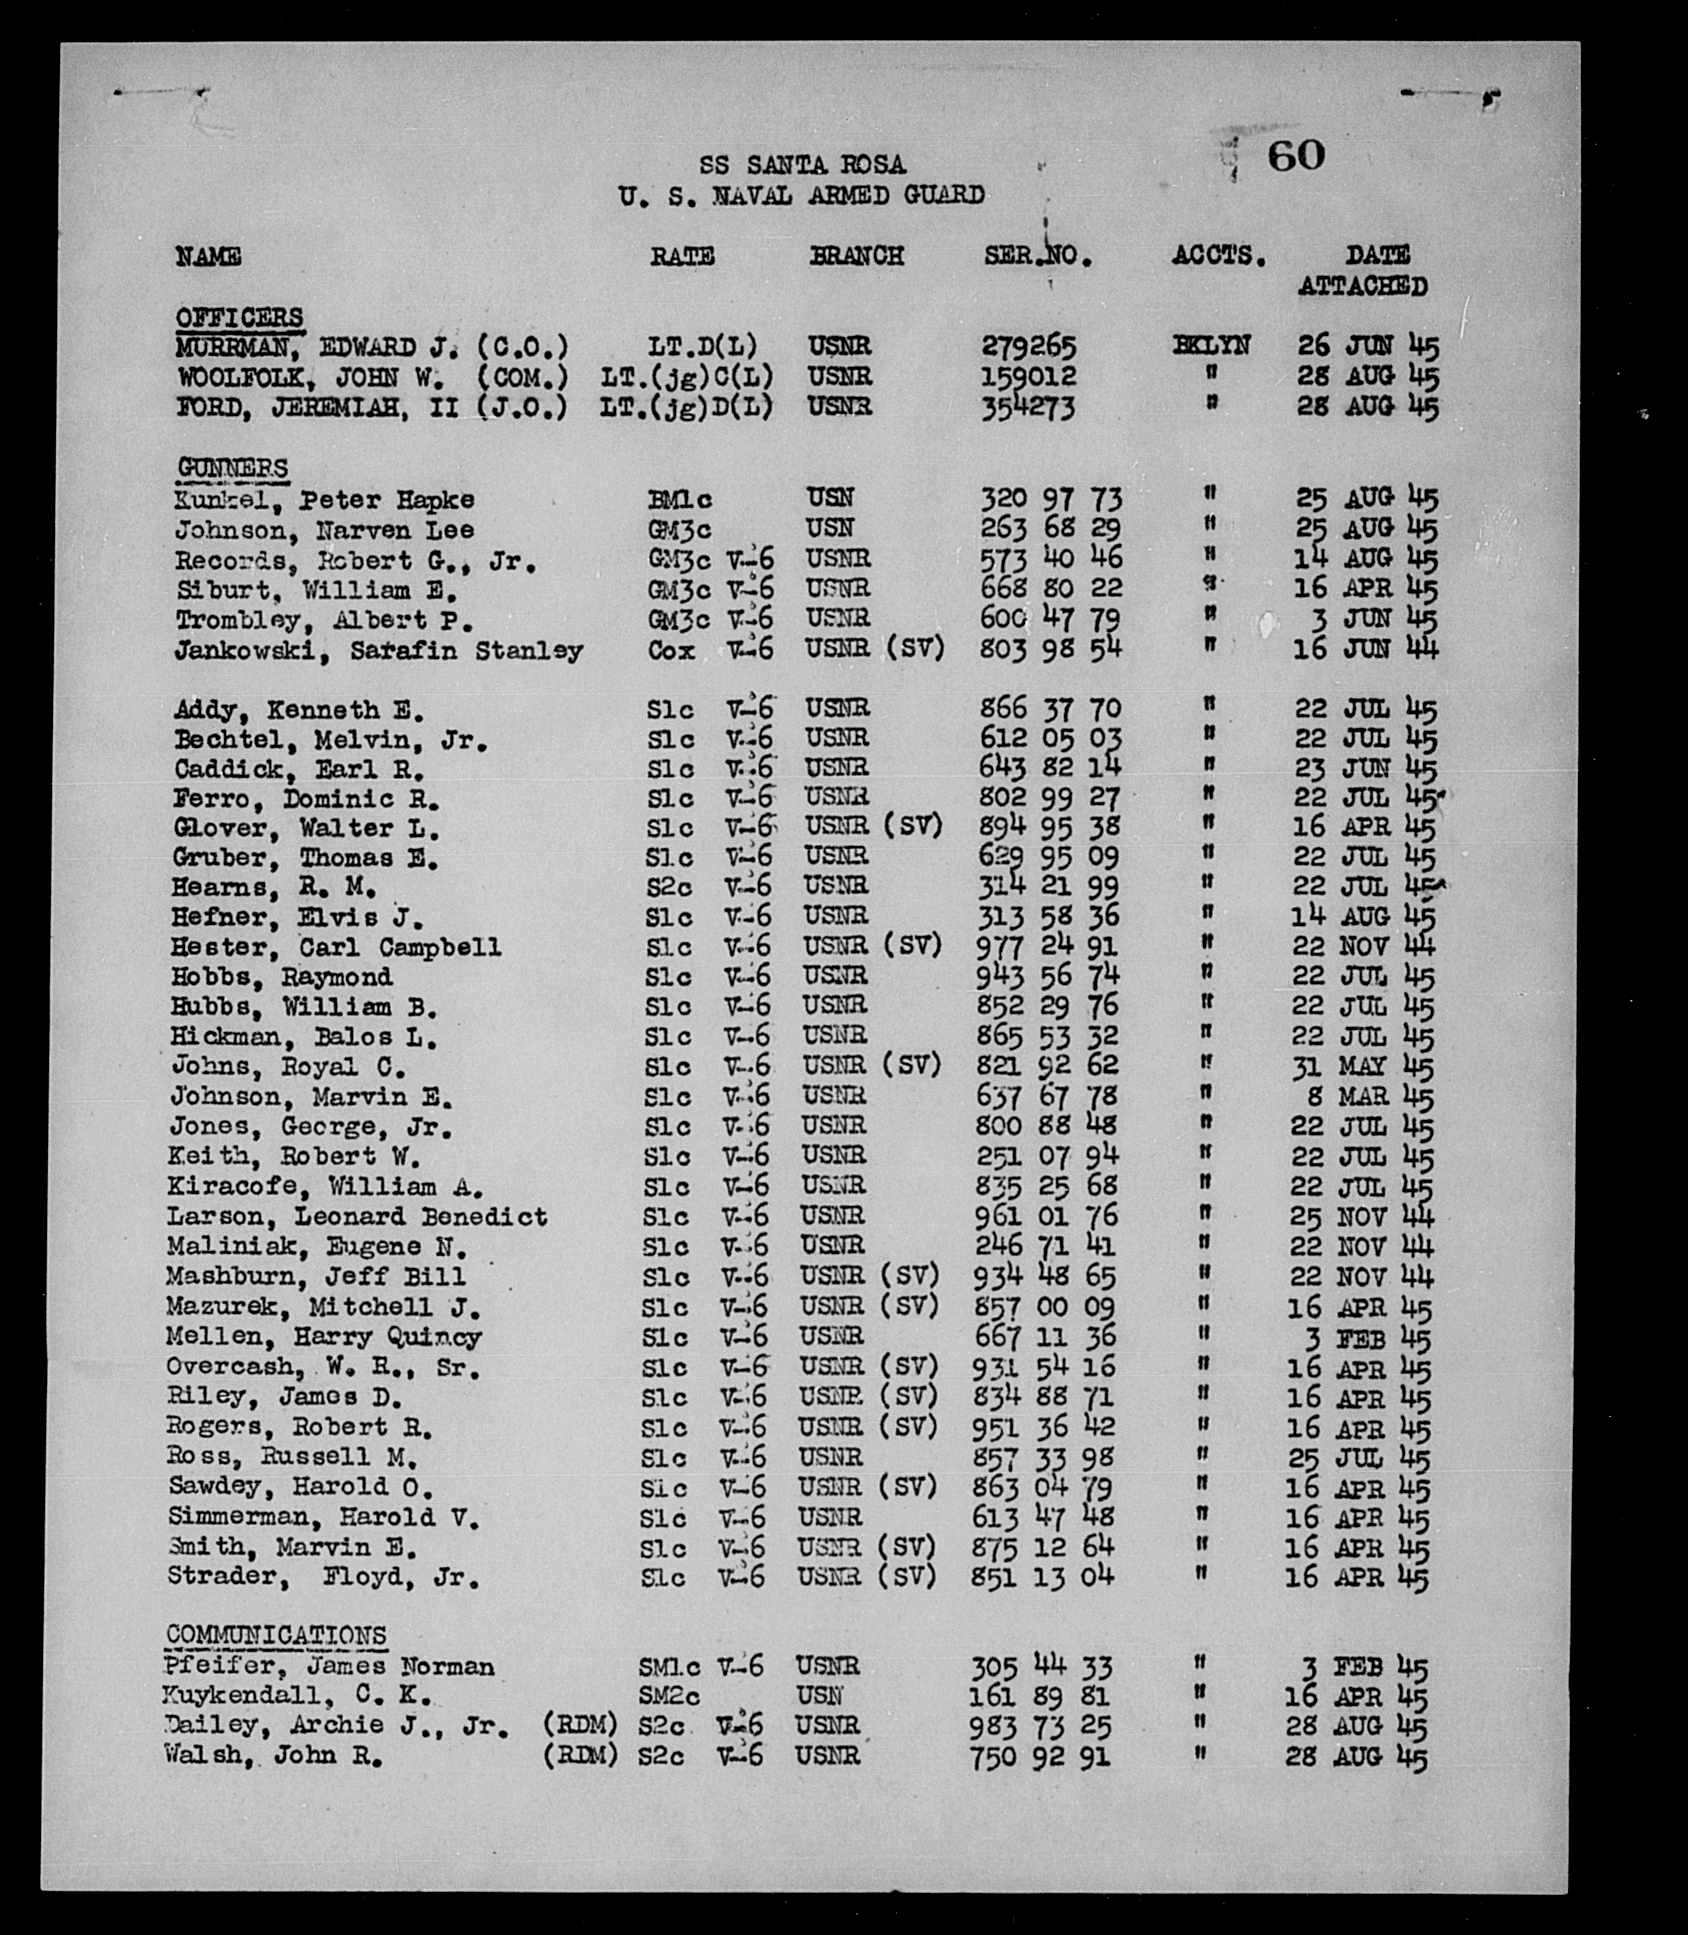 60
SS SANTA ROSA
U. S. NAVAL ARMED GUARD
NAME RATE BRANCH SER.NO. ACCTS. DATE
ATTACHED
OFFICERS
MURRMAN, EDWARD J. (C.O.) LT.D(L) USNR 279265 BKLYN 26 JUN 45
WOOLFOLK, JOHN W. (COM.) LT.(jg)C(L) USNR 159012 " 28 AUG 45
FORD, JEREMIAH, II (J.O.) LT.(jg)D(L) USNR 354273 " 28 AUG 45
GUNNERS
Kunkel, Peter Hapke BM1c USN 320 97 73 " 25 AUG 45
Johnson, Narven Lee GM3c USN 263 68 29 " 25 AUG 45
Records, Robert G., Jr. GM3c V-6 USNR 573 40 46 " 14 AUG 45
Siburt, William E. GM3c V-6 USNR 668 80 22 " 16 APR 45
Trombley, Albert P. GM3c V-6 USNR 600 47 79 " 3 JUN 45
Jankowski, Sarafin Stanley Cox V-6 USNR (SV) 803 98 54 " 16 JUN 44
Addy, Kenneth E. S1c V-6 USNR 866 37 70 " 22 JUL 45
Bechtel, Melvin, Jr. S1c V-6 USNR 612 05 03 " 22 JUL 45
Caddick, Earl R. S1c V-6 USNR 643 82 14 " 23 JUN 45
Ferro, Dominic R. S1c V-6 USNR 802 99 27 " 22 JUL 45
Glover, Walter L. S1c V-6 USNR (SV) 894 95 38 " 16 APR 45
Gruber, Thomas E. S1c V-6 USNR 629 95 09 " 22 JUL 45
Hearns, R. M. S2c V-6 USNR 314 21 99 " 22 JUL 45
Hefner, Elvis J. S1c V-6 USNR 313 58 36 " 14 AUG 45
Hester, Carl Campbell S1c V-6 USNR (SV) 977 24 91 " 22 NOV 44
Hobbs, Raymond S1c V-6 USNR 943 56 74 " 22 JUL 45
Hubbs, William B. S1c V-6 USNR 852 29 76 " 22 JUL 45
Hickman, Balos L. S1c V-6 USNR 865 53 32 " 22 JUL 45
Johns, Royal C. S1c V-6 USNR (SV) 821 92 62 " 31 MAY 45
Johnson, Marvin E. S1c V-6 USNR 637 67 78 " 8 MAR 45
Jones, George, Jr. S1c V-6 USNR 800 88 48 " 22 JUL 45
Keith, Robert W. S1c V-6 USNR 251 07 94 " 22 JUL 45
Kiracofe, William A. S1c V-6 USNR 835 25 68 " 22 JUL 45
Larson, Leonard Benedict S1c V-6 USNR 961 01 76 " 25 NOV 44
Maliniak, Eugene N. S1c V-6 USNR 246 71 41 " 22 NOV 44
Mashburn, Jeff Bill S1c V-6 USNR (SV) 934 48 65 " 22 NOV 44
Mazurek, Mitchell J. S1c V-6 USNR (SV) 857 00 09 " 16 APR 45
Mellen, Harry Quincy S1c V-6 USNR 667 11 36 " 3 FEB 45
Overcash, W. R., Sr. S1c V-6 USNR (SV) 931 54 16 " 16 APR 45
Riley, James D. S1c V-6 USNR (SV) 834 88 71 " 16 APR 45
Rogers, Robert R. S1c V-6 USNR (SV) 951 36 42 " 16 APR 45
Ross, Russell M. S1c V-6 USNR 857 33 98 " 25 JUL 45
Sawdey, Harold O. S1c V-6 USNR (SV) 863 04 79 " 16 APR 45
Simmerman, Harold V. S1c V-6 USNR 613 47 48 " 16 APR 45
Smith, Marvin E. S1c V-6 USNR (SV) 875 12 64 " 16 APR 45
Strader, Floyd, Jr. S1c V-6 USNR (SV) 851 13 04 " 16 APR 45
COMMUNICATIONS
Pfeifer, James Norman SM1c V-6 USNR 305 44 33 " 3 FEB 45
Kuykendall, C. K. SM2c USN 161 89 81 " 16 APR 45
Dailey, Archie J., Jr. (RDM) S2c V-6 USNR 983 73 25 " 28 AUG 45
Walsh, John R. (RDM) S2c V-6 USNR 750 92 91 " 28 AUG 45